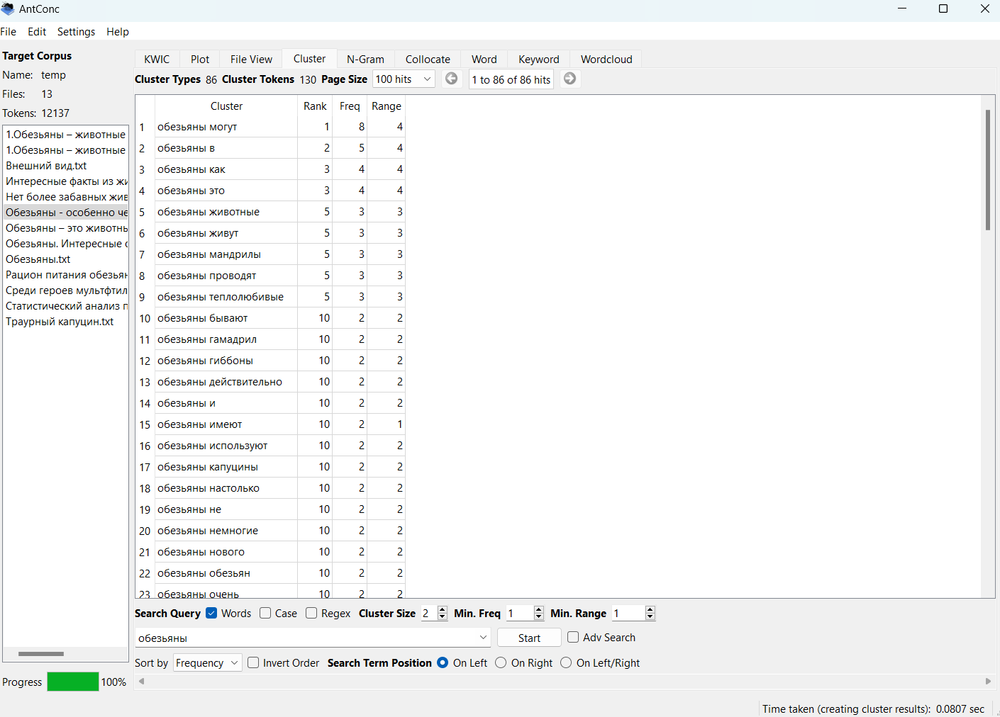 AntConc
File Edit Settings Help
Target Corpus
Name: temp
Files: 13
Tokens: 12137
1.Обезьяны – животные
1.Обезьяны – животные
Внешний вид.txt
Интересные факты из жи
Нет более забавных жив
Обезьяны - особенно че
Обезьяны – это животнь
Обезьяны. Интересные с
Обезьяны.txt
Рацион питания обезьян
Среди героев мультфтил
Статистический анализ п
Траурный капуцин.txt
Progress 100%
KWIC Plot File View Cluster N-Gram Collocate Word Keyword Wordcloud
Cluster Types 86 Cluster Tokens 130 Page Size 100 hits 1 to 86 of 86 hits
Cluster Rank Freq Range
1 обезьяны могут 1 8 4
2 обезьяны в 2 5 4
3 обезьяны как 3 4 4
4 обезьяны это 3 4 4
5 обезьяны животные 5 3 3
6 обезьяны живут 5 3 3
7 обезьяны мандрилы 5 3 3
8 обезьяны проводят 5 3 3
9 обезьяны теплолюбивые 5 3 3
10 обезьяны бывают 10 2 2
11 обезьяны гамадрил 10 2 2
12 обезьяны гиббоны 10 2 2
13 обезьяны действительно 10 2 2
14 обезьяны и 10 2 2
15 обезьяны имеют 10 2 1
16 обезьяны используют 10 2 2
17 обезьяны капуцины 10 2 2
18 обезьяны настолько 10 2 2
19 обезьяны не 10 2 2
20 обезьяны немногие 10 2 2
21 обезьяны нового 10 2 2
22 обезьяны обезьян 10 2 2
23 обезьяны очень 10 2 2
Search Query Words Case Regex Cluster Size 2 Min. Freq 1 Min. Range 1
обезьяны Start Adv Search
Sort by Frequency Invert Order Search Term Position On Left On Right On Left/Right
Time taken (creating cluster results): 0.0807 sec